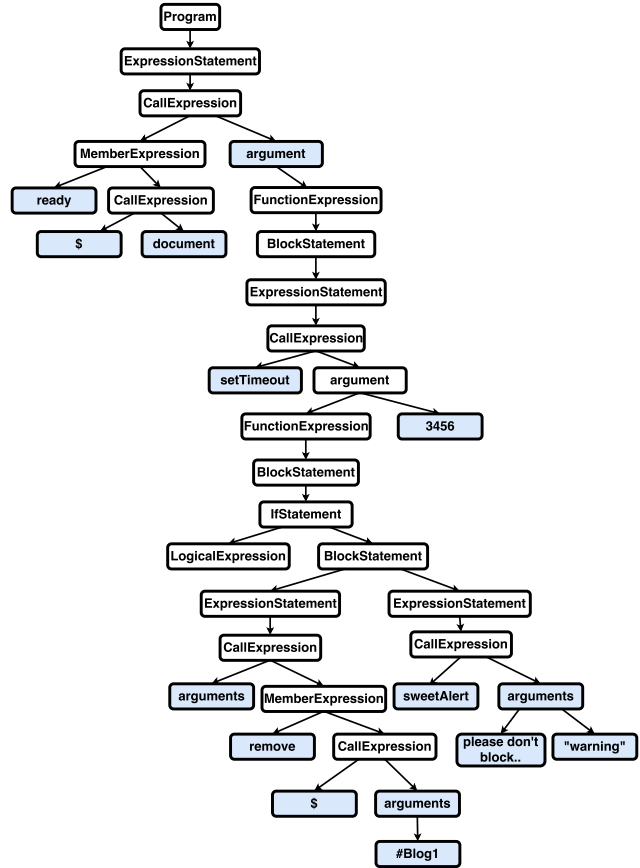 Program
ExpressionStatement
CallExpression
MemberExpression
argument
ready
CallExpression
FunctionExpression
$
document
BlockStatement
ExpressionStatement
CallExpression
setTimeout
argument
FunctionExpression
3456
BlockStatement
IfStatement
LogicalExpression
BlockStatement
ExpressionStatement
ExpressionStatement
CallExpression
CallExpression
arguments
MemberExpression
sweetAlert
arguments
remove
CallExpression
please don't
block..
"warning"
$
arguments
#Blog1